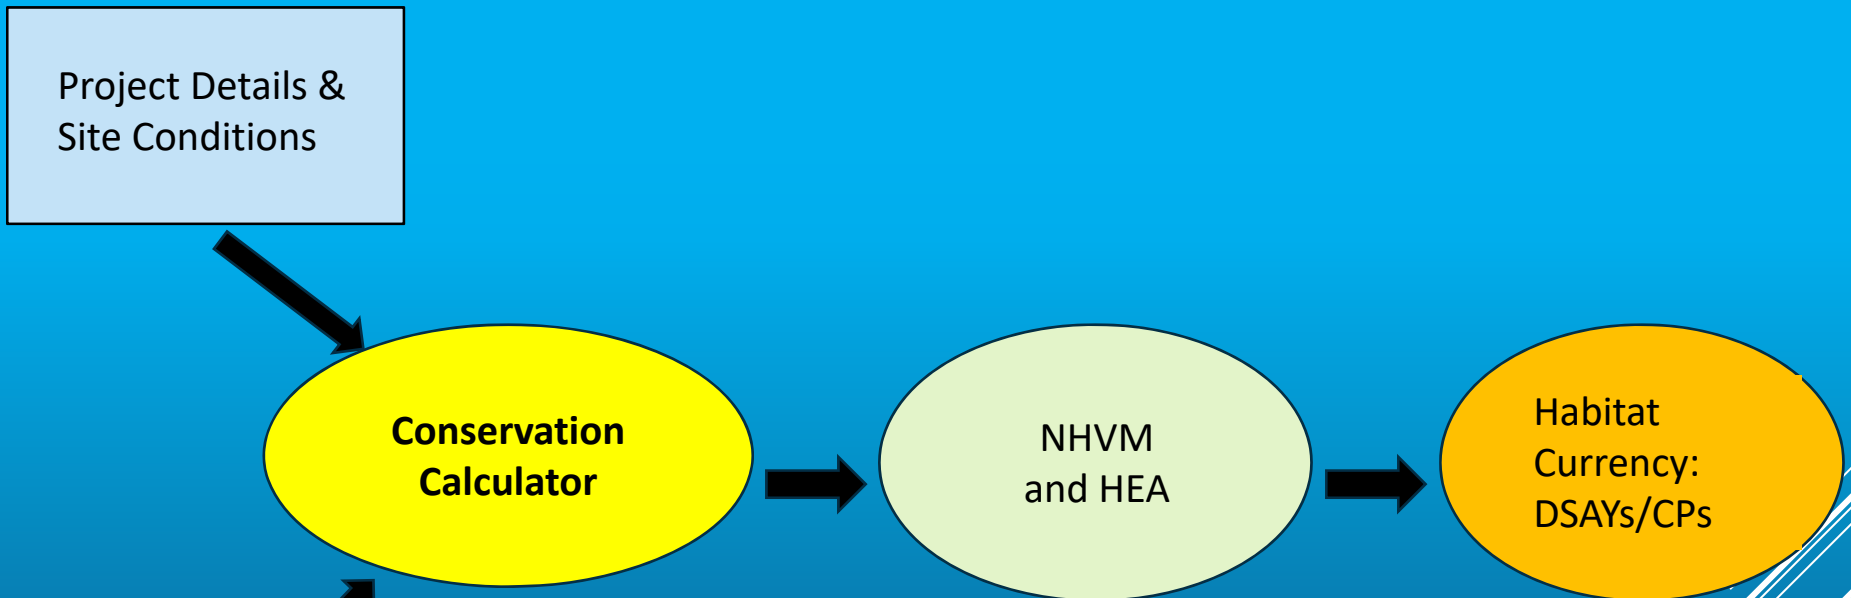 Project Details &
Site Conditions
Conservation
Calculator
NHVM
and HEA
Habitat
Currency:
DSAYs/CPs